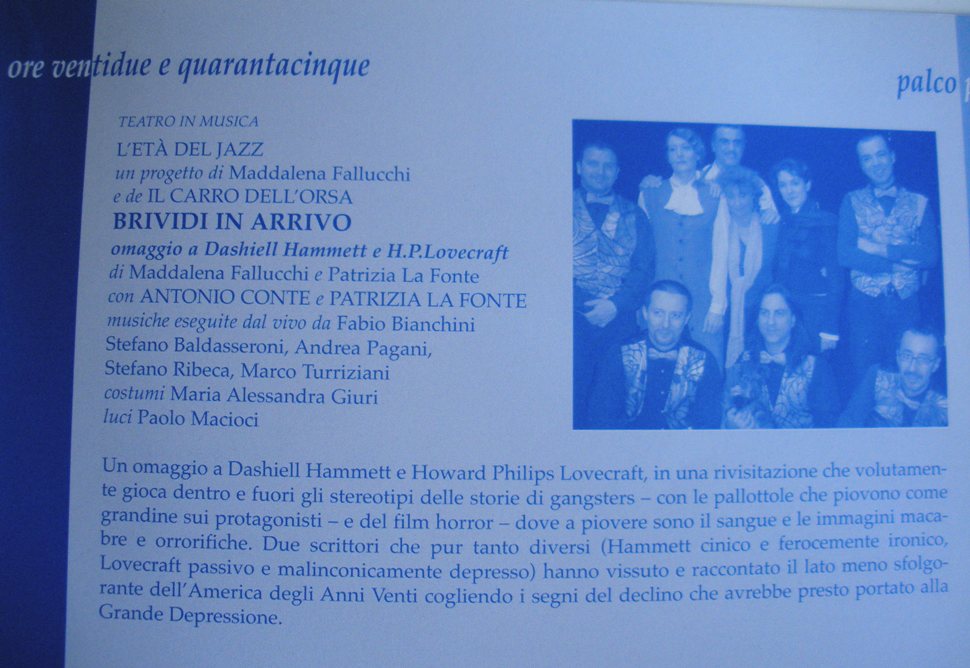 ore ventidue e quarantacinque
palco
TEATRO IN MUSICA
L'ETÀ DEL JAZZ
un progetto di Maddalena Fallucchi
e de IL CARRO DELL'ORSA
BRIVIDI IN ARRIVO
omaggio a Dashiell Hammett e H.P.Lovecraft
di Maddalena Fallucchi e Patrizia La Fonte
con ANTONIO CONTE e PATRIZIA LA FONTE
musiche eseguite dal vivo da Fabio Bianchini
Stefano Baldasseroni, Andrea Pagani,
Stefano Ribeca, Marco Turriziani
costumi Maria Alessandra Giuri
luci Paolo Macioci
Un omaggio a Dashiell Hammett e Howard Philips Lovecraft, in una rivisitazione che volutamen-
te gioca dentro e fuori gli stereotipi delle storie di gangsters – con le pallottole che piovono come
grandine sui protagonisti – e del film horror – dove a piovere sono il sangue e le immagini maca-
bre e orrorifiche. Due scrittori che pur tanto diversi (Hammett cinico e ferocemente ironico,
Lovecraft passivo e malinconicamente depresso) hanno vissuto e raccontato il lato meno sfolgo-
rante dell'America degli Anni Venti cogliendo i segni del declino che avrebbe presto portato alla
Grande Depressione.